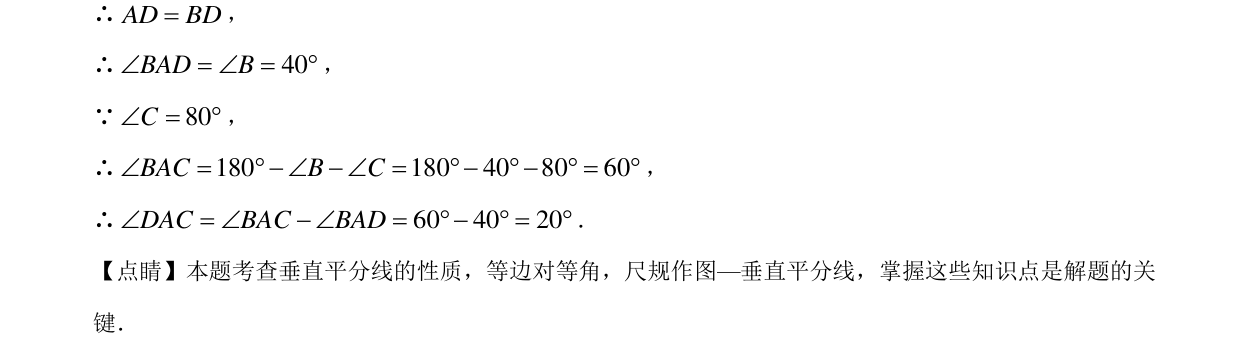 ∴ AD = BD，
∴ ∠BAD = ∠B = 40°，
∵ ∠C = 80°，
∴ ∠BAC = 180° − ∠B − ∠C = 180° − 40° − 80° = 60°，
∴ ∠DAC = ∠BAC − ∠BAD = 60° − 40° = 20°．
【点睛】本题考查垂直平分线的性质，等边对等角，尺规作图—垂直平分线，掌握这些知识点是解题的关
键．